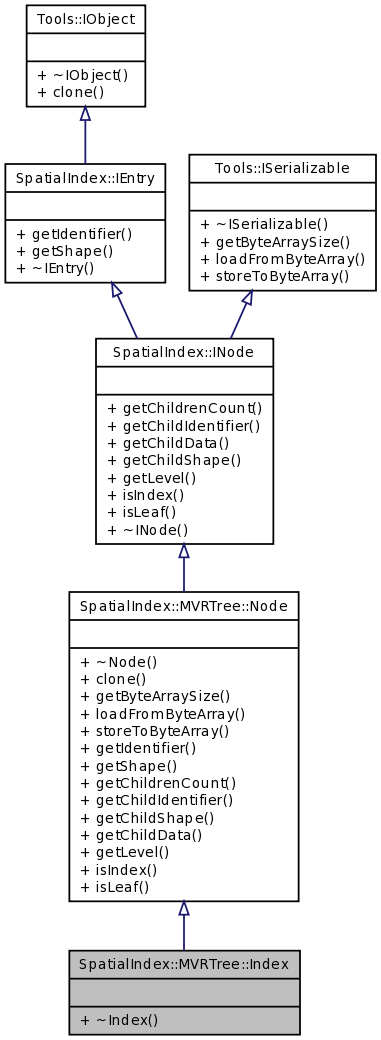 Tools::IObject
+ ~IObject()
+ clone()
SpatialIndex::IEntry
+ getIdentifier()
+ getShape()
+ ~IEntry()
Tools::ISerializable
+ ~ISerializable()
+ getByteArraySize()
+ loadFromByteArray()
+ storeToByteArray()
SpatialIndex::INode
+ getChildrenCount()
+ getChildIdentifier()
+ getChildData()
+ getChildShape()
+ getLevel()
+ isIndex()
+ isLeaf()
+ ~INode()
SpatialIndex::MVRTree::Node
+ ~Node()
+ clone()
+ getByteArraySize()
+ loadFromByteArray()
+ storeToByteArray()
+ getIdentifier()
+ getShape()
+ getChildrenCount()
+ getChildIdentifier()
+ getChildShape()
+ getChildData()
+ getLevel()
+ isIndex()
+ isLeaf()
SpatialIndex::MVRTree::Index
+ ~Index()